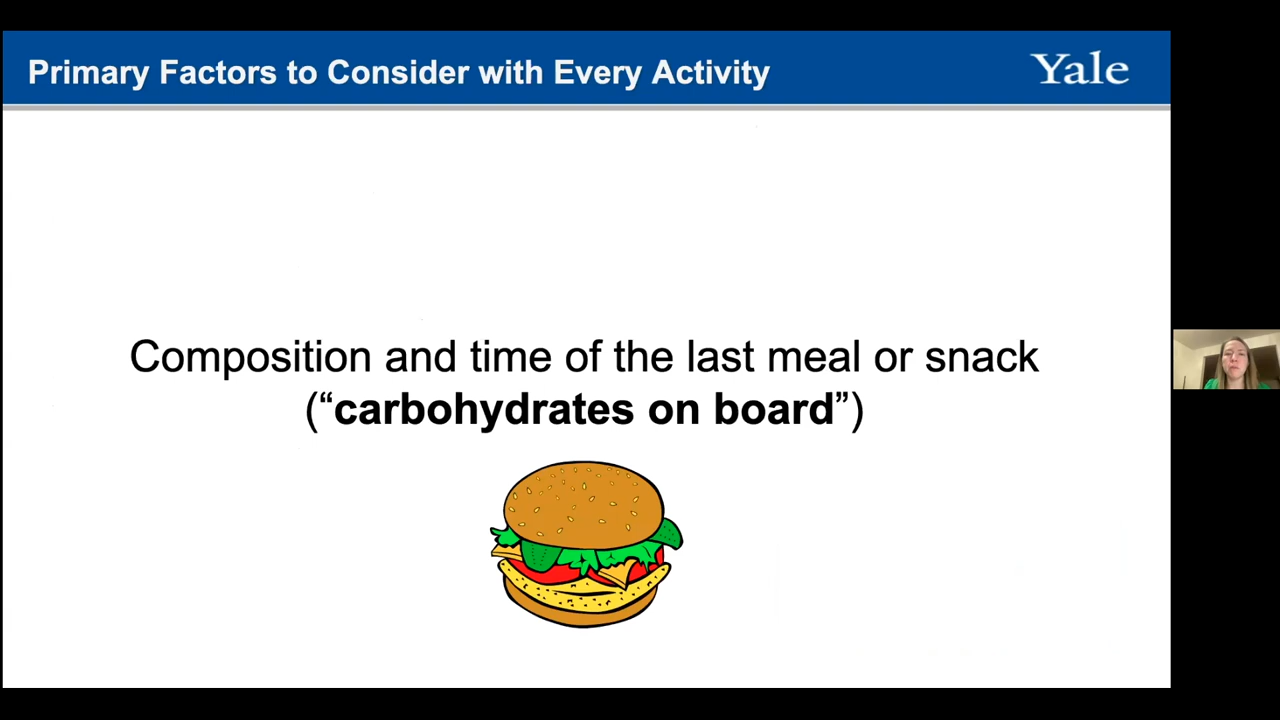 Primary Factors to Consider with Every Activity
Yale
Composition and time of the last meal or snack
(“carbohydrates on board”)